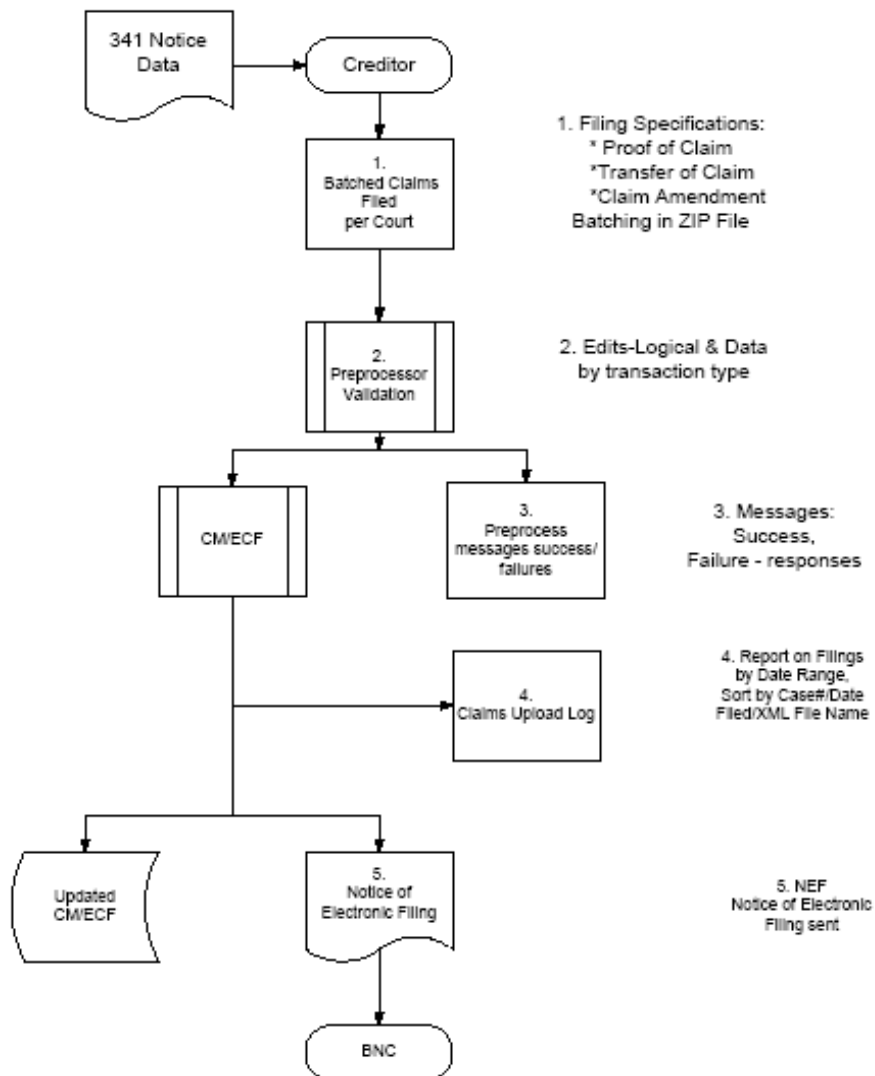 341 Notice
Data
Creditor
1.
Batched Claims
Filed
per Court
1. Filing Specifications:
* Proof of Claim
*Transfer of Claim
*Claim Amendment
Batching in ZIP File
2.
Preprocessor
Validation
2. Edits-Logical & Data
by transaction type
CM/ECF
3.
Preprocess
messages success/
failures
3. Messages:
Success,
Failure - responses
4.
Claims Upload Log
4. Report on Filings
by Date Range,
Sort by Case#/Date
Filed/XML File Name
Updated
CM/ECF
5.
Notice of
Electronic Filing
5. NEF
Notice of Electronic
Filing sent
BNC